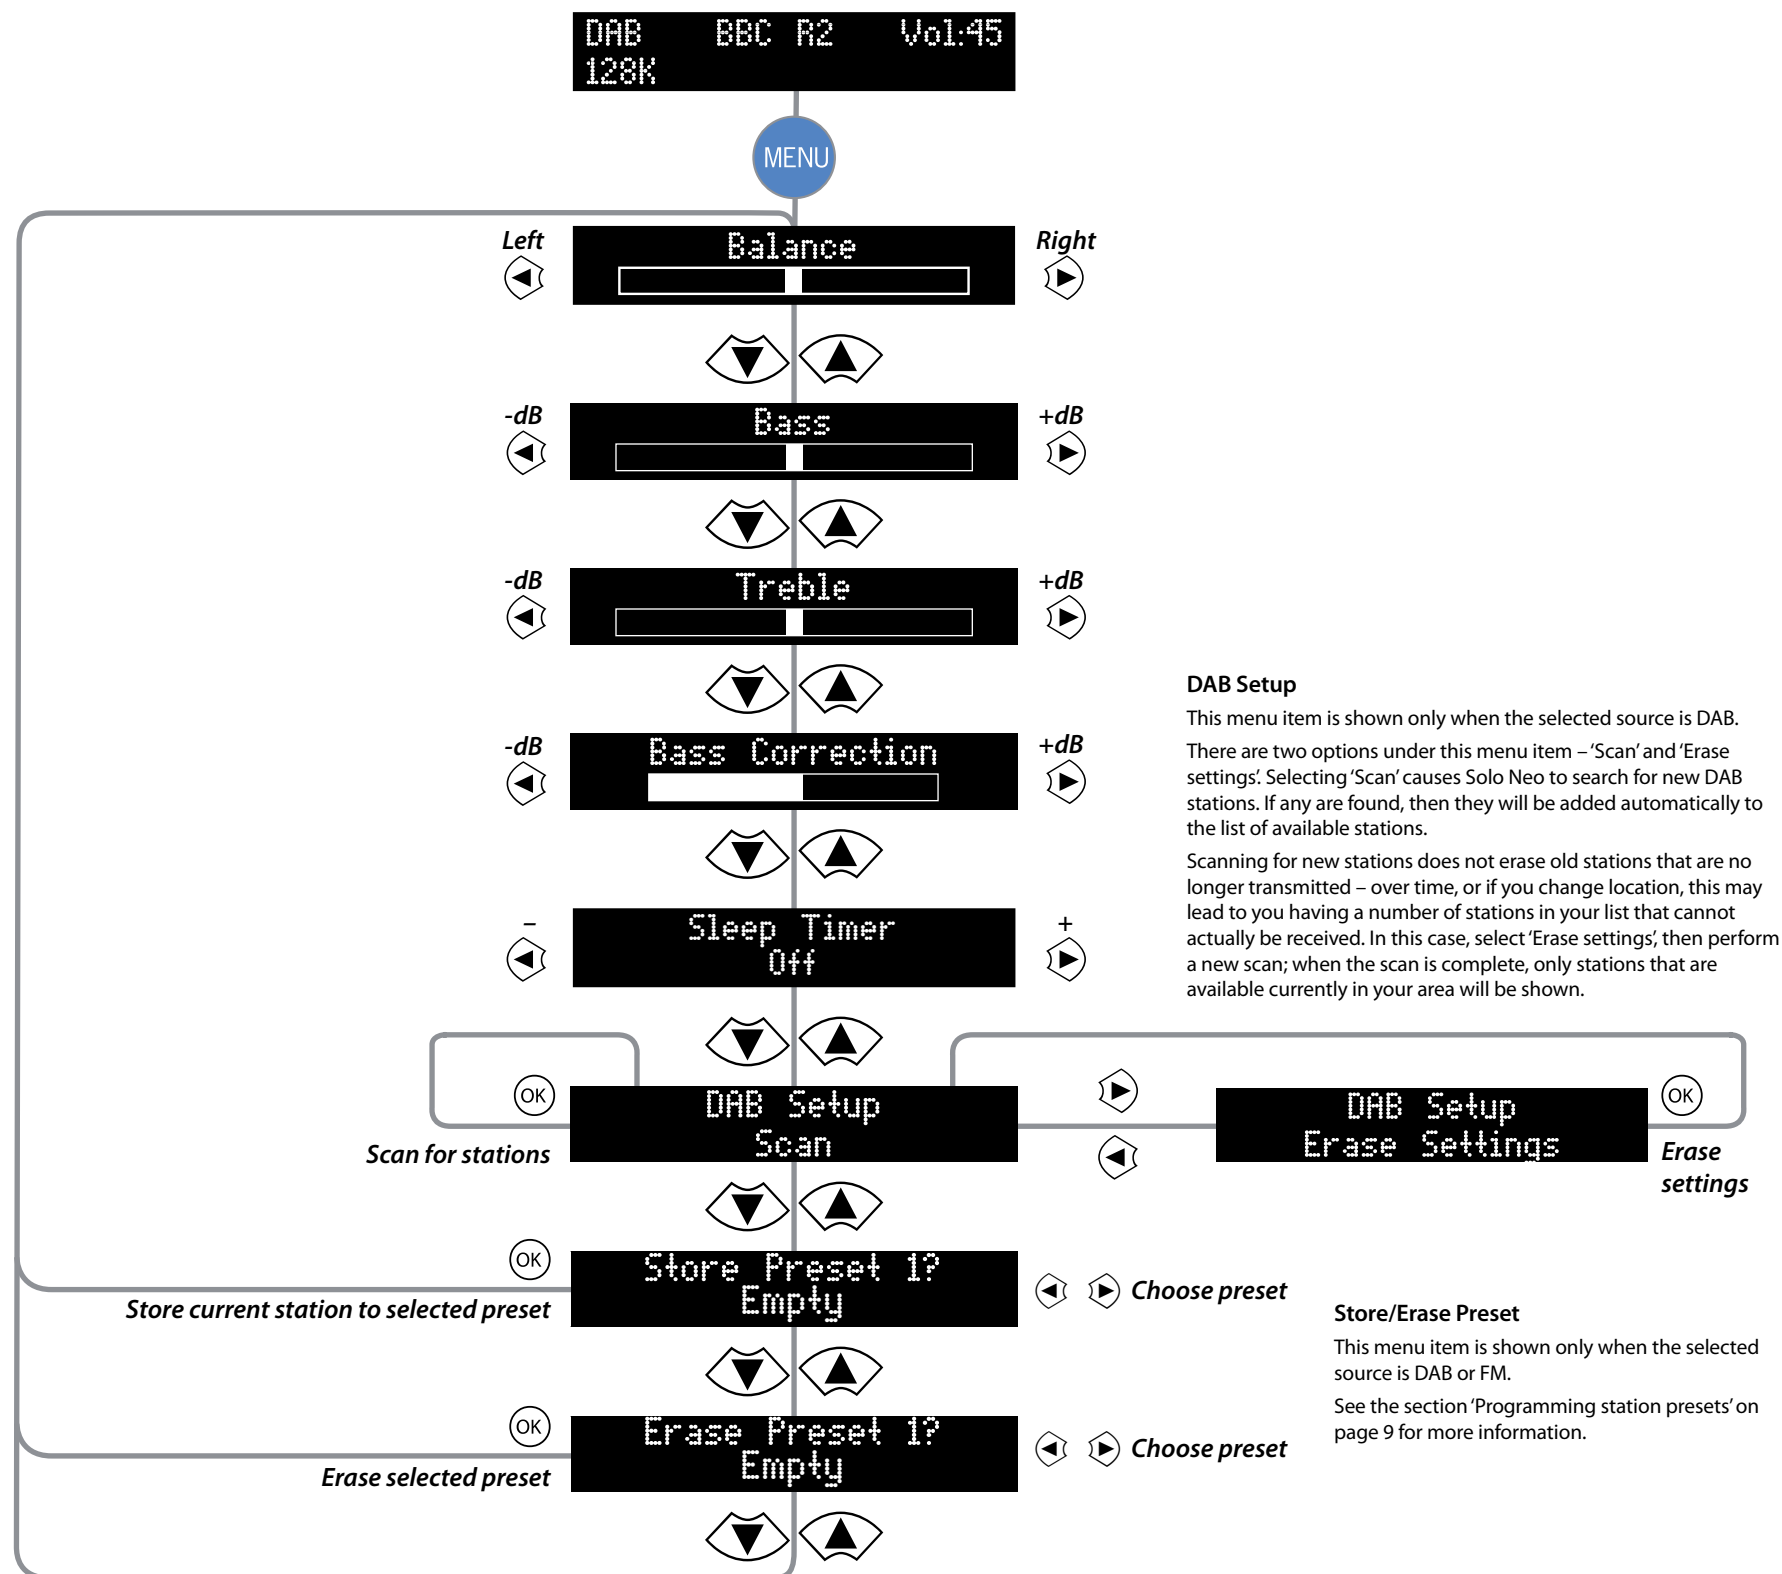 DAB BBC R2 Vol:45
128K
MENU
Left
Balance
Right
-dB
Bass
+dB
-dB
Treble
+dB
-dB
Bass Correction
+dB
–
Sleep Timer
Off
+
DAB Setup
This menu item is shown only when the selected source is DAB.
There are two options under this menu item – ‘Scan’ and ‘Erase
settings’. Selecting ‘Scan’ causes Solo Neo to search for new DAB
stations. If any are found, then they will be added automatically to
the list of available stations.
Scanning for new stations does not erase old stations that are no
longer transmitted – over time, or if you change location, this may
lead to you having a number of stations in your list that cannot
actually be received. In this case, select ‘Erase settings’, then perform
a new scan; when the scan is complete, only stations that are
available currently in your area will be shown.
OK
Scan for stations
DAB Setup
Scan
DAB Setup
Erase Settings
OK
Erase
settings
OK
Store current station to selected preset
Store Preset 1?
Empty
Choose preset
OK
Erase selected preset
Erase Preset 1?
Empty
Choose preset
Store/Erase Preset
This menu item is shown only when the selected
source is DAB or FM.
See the section ‘Programming station presets’ on
page 9 for more information.